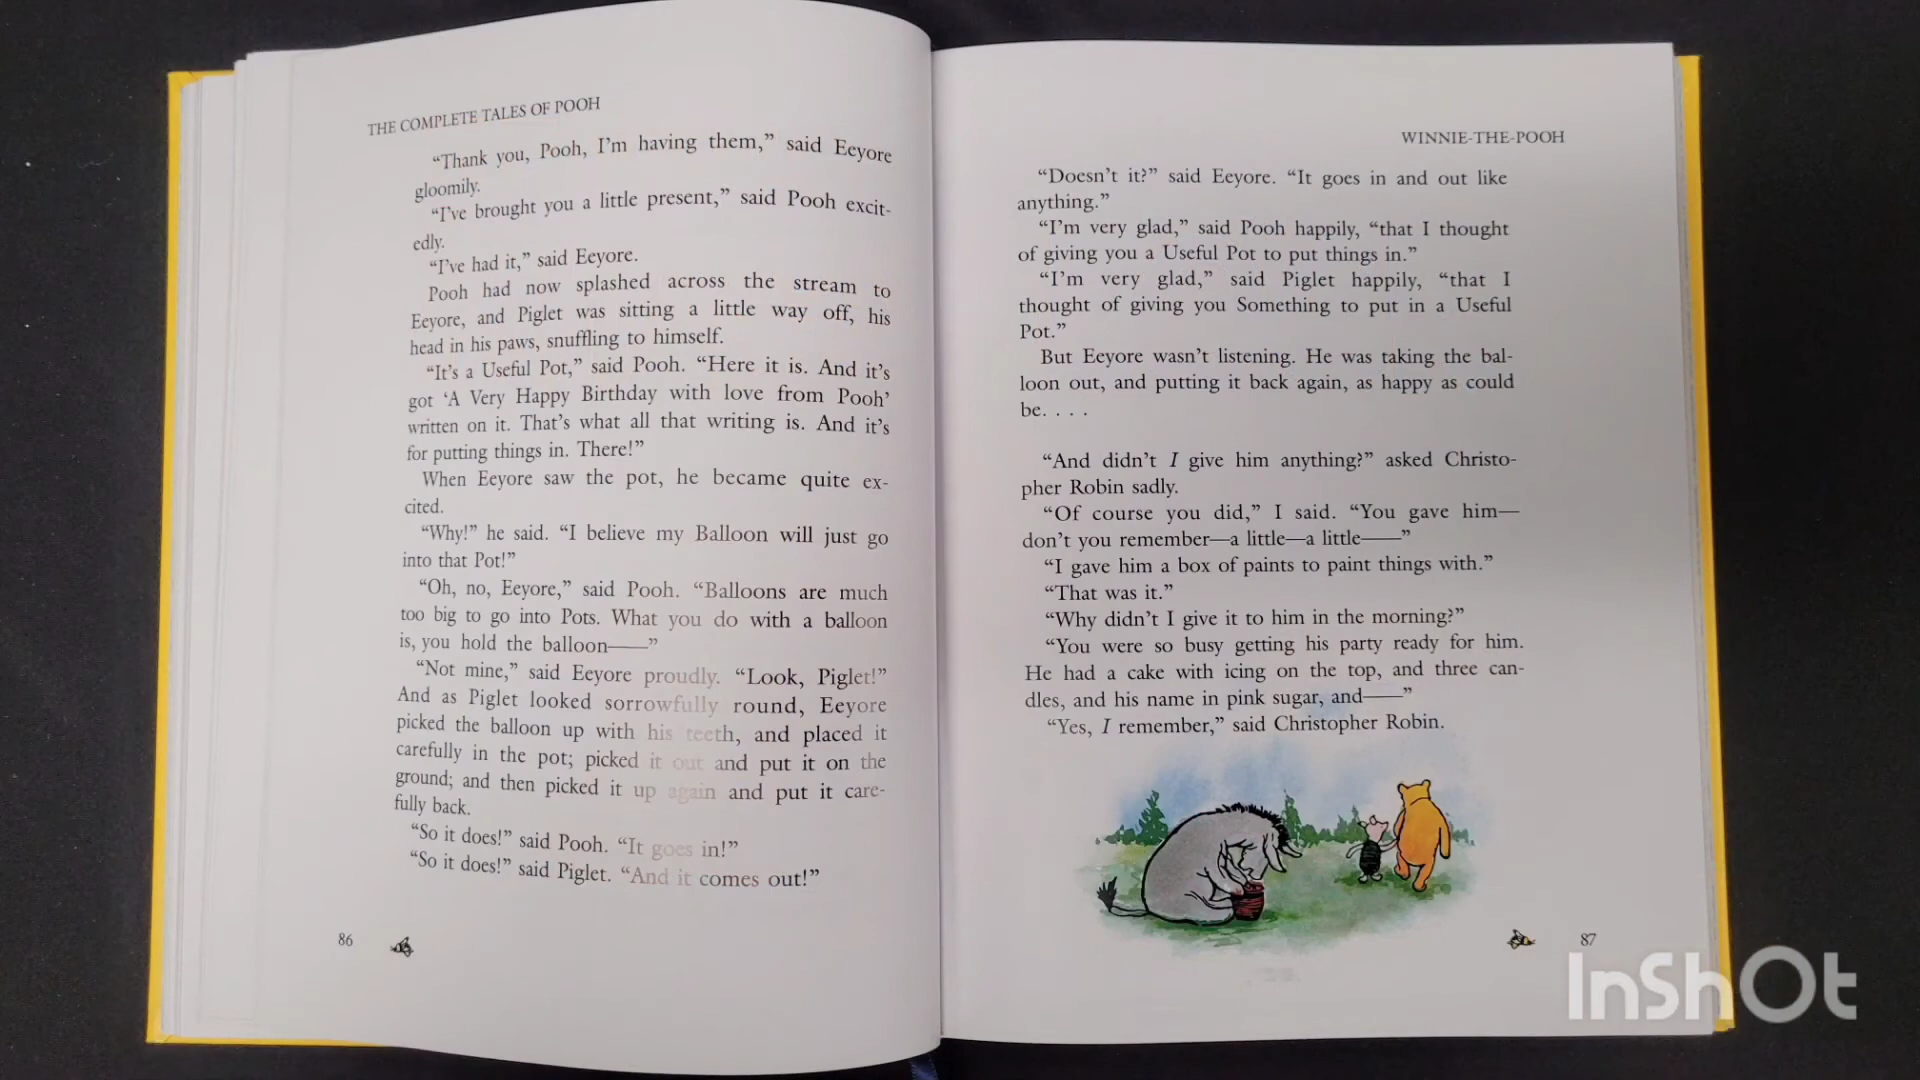 THE COMPLETE TALES OF POOH
“Thank you, Pooh, I’m having them,” said Eeyore
gloomily.
“I’ve brought you a little present,” said Pooh excit-
edly.
“I’ve had it,” said Eeyore.
Pooh had now splashed across the stream to
Eeyore, and Piglet was sitting a little way off, his
head in his paws, snuffling to himself.
“It’s a Useful Pot,” said Pooh. “Here it is. And it’s
got ‘A Very Happy Birthday with love from Pooh’
written on it. That’s what all that writing is. And it’s
for putting things in. There!”
When Eeyore saw the pot, he became quite ex-
cited.
“Why!” he said. “I believe my Balloon will just go
into that Pot!”
“Oh, no, Eeyore,” said Pooh. “Balloons are much
too big to go into Pots. What you do with a balloon
is, you hold the balloon——”
“Not mine,” said Eeyore proudly. “Look, Piglet!”
And as Piglet looked sorrowfully round, Eeyore
picked the balloon up with his teeth, and placed it
carefully in the pot; picked it out and put it on the
ground; and then picked it up again and put it care-
fully back.
“So it does!” said Pooh. “It goes in!”
“So it does!” said Piglet. “And it comes out!”
86
WINNIE-THE-POOH
“Doesn’t it?” said Eeyore. “It goes in and out like
anything.”
“I’m very glad,” said Pooh happily, “that I thought
of giving you a Useful Pot to put things in.”
“I’m very glad,” said Piglet happily, “that I
thought of giving you Something to put in a Useful
Pot.”
But Eeyore wasn’t listening. He was taking the bal-
loon out, and putting it back again, as happy as could
be. . . .
“And didn’t I give him anything?” asked Christo-
pher Robin sadly.
“Of course you did,” I said. “You gave him—
don’t you remember—a little—a little——”
“I gave him a box of paints to paint things with.”
“That was it.”
“Why didn’t I give it to him in the morning?”
“You were so busy getting his party ready for him.
He had a cake with icing on the top, and three can-
dles, and his name in pink sugar, and——”
“Yes, I remember,” said Christopher Robin.
87
InShOt